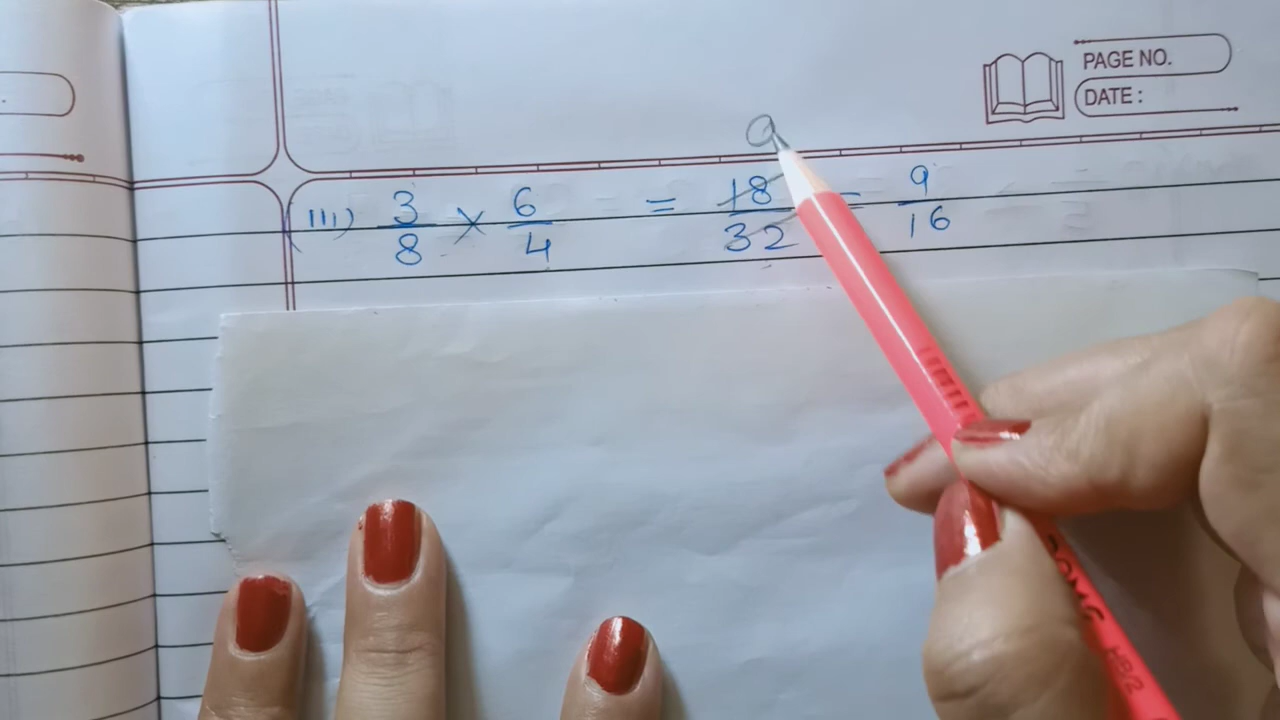 PAGE NO.
DATE :
9
(III) 3/8 × 6/4 = 18/32 = 9/16